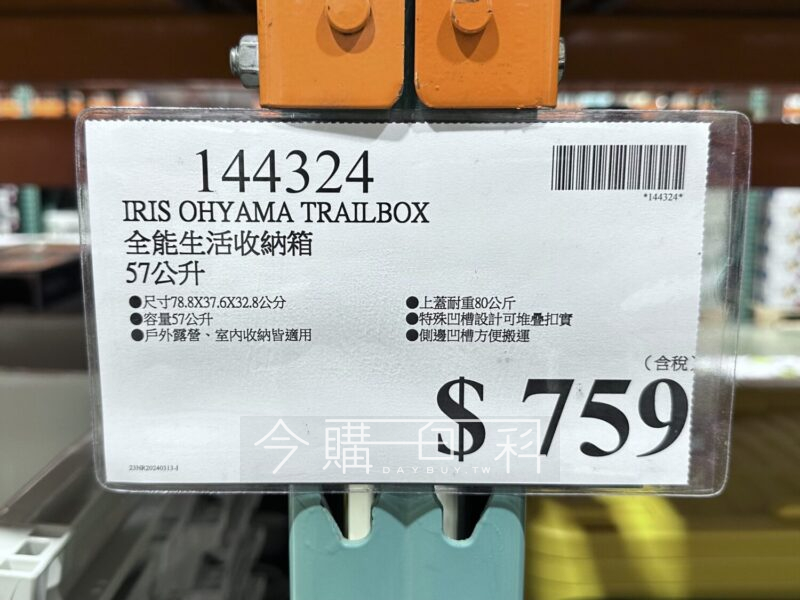 144324
*144324*
IRIS OHYAMA TRAILBOX
全能生活收納箱
57公升
●尺寸78.8X37.6X32.8公分
●容量57公升
●戶外露營、室內收納皆適用
●上蓋耐重80公斤
●特殊凹槽設計可堆疊扣實
●側邊凹槽方便搬運
（含稅）
$ 759
今購百科
DAYBUY.TW
23NR20240313-J